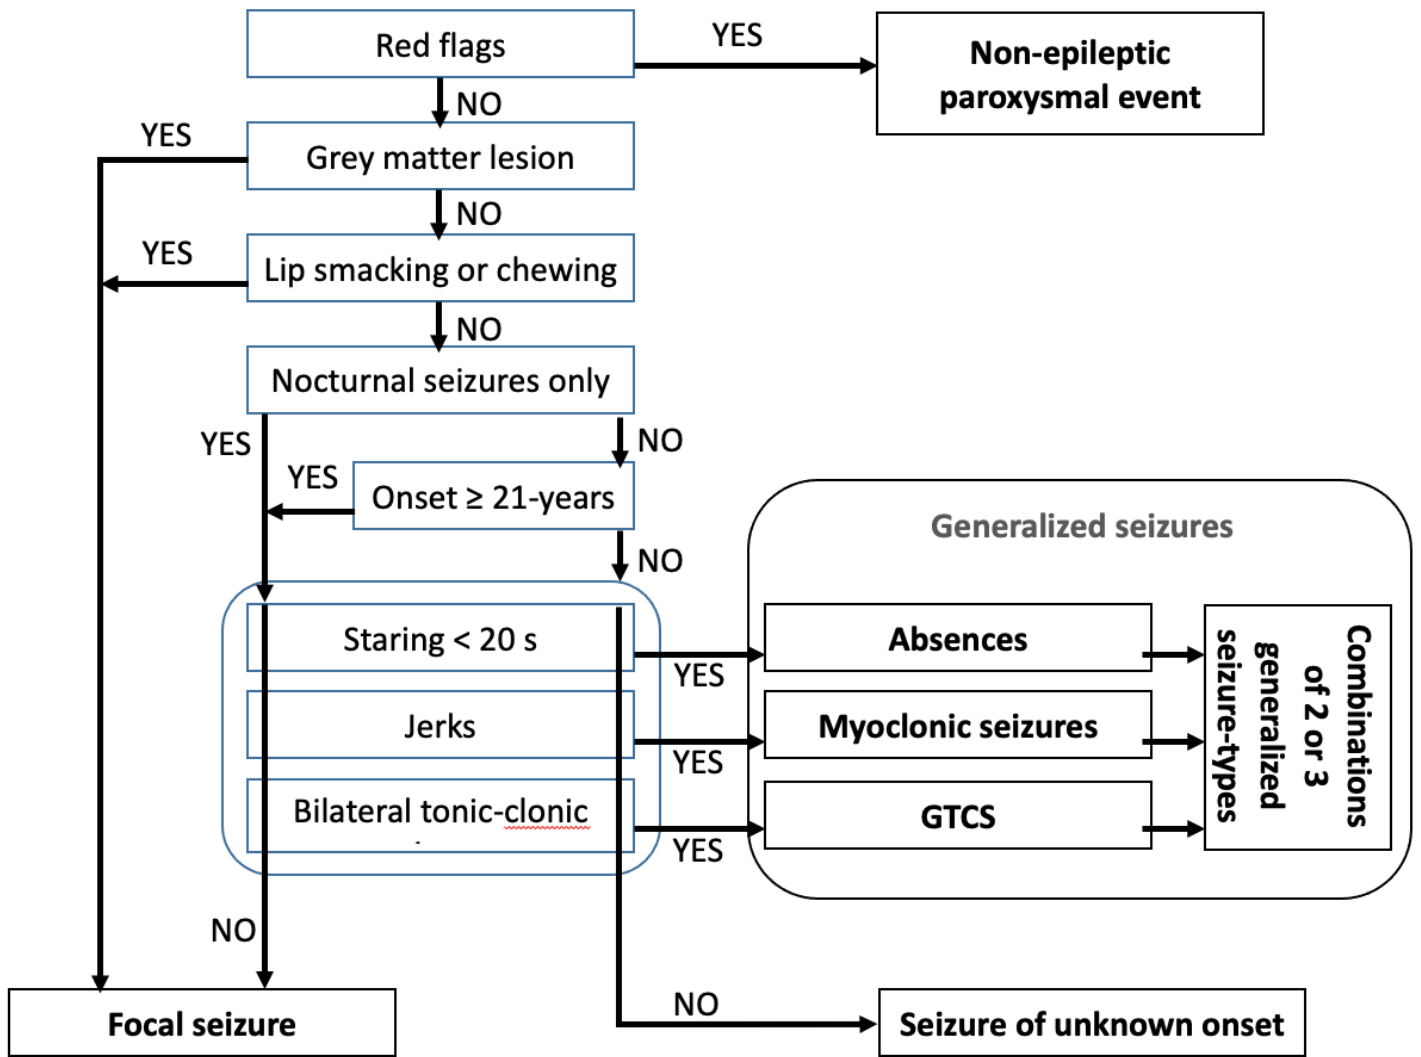 Red flags
YES
Non-epileptic
paroxysmal event
NO
YES
Grey matter lesion
NO
YES
Lip smacking or chewing
NO
Nocturnal seizures only
YES
NO
YES
Onset ≥ 21-years
NO
Generalized seizures
Staring < 20 s
YES
Absences
Jerks
YES
Myoclonic seizures
Bilateral tonic-clonic
YES
GTCS
Combinations
of 2 or 3
generalized
seizure-types
NO
Focal seizure
NO
Seizure of unknown onset